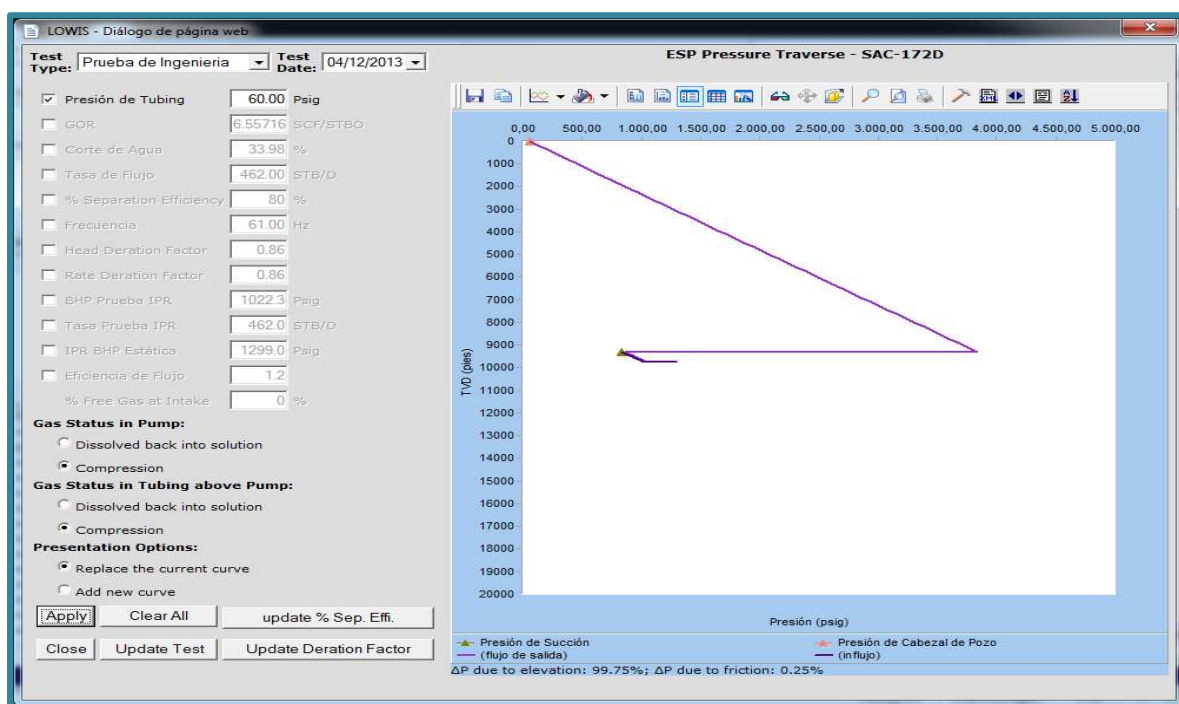 LOWIS - Diálogo de página web
Test Type: Prueba de Ingenieria Test Date: 04/12/2013
Presión de Tubing 60.00 Psig
GOR 6.55716 SCF/STBO
Corte de Agua 33.98 %
Tasa de Flujo 462.00 STB/D
% Separation Efficiency 80 %
Frecuencia 61.00 Hz
Head Deration Factor 0.86
Rate Deration Factor 0.86
BHP Prueba IPR 1022.3 Psig
Tasa Prueba IPR 462.0 STB/D
IPR BHP Estática 1299.0 Psig
Eficiencia de Flujo 1.2
% Free Gas at Intake 0 %
Gas Status in Pump:
Dissolved back into solution
Compression
Gas Status in Tubing above Pump:
Dissolved back into solution
Compression
Presentation Options:
Replace the current curve
Add new curve
Apply Clear All update % Sep. Effi.
Close Update Test Update Deration Factor
ESP Pressure Traverse - SAC-172D
0,00 500,00 1.000,00 1.500,00 2.000,00 2.500,00 3.000,00 3.500,00 4.000,00 4.500,00 5.000,00
0
1000
2000
3000
4000
5000
6000
7000
8000
9000
10000
11000
12000
13000
14000
15000
16000
17000
18000
19000
20000
TVD (pies)
Presión (psig)
Presión de Succión Presión de Cabezal de Pozo
(flujo de salida) (influjo)
ΔP due to elevation: 99.75%; ΔP due to friction: 0.25%